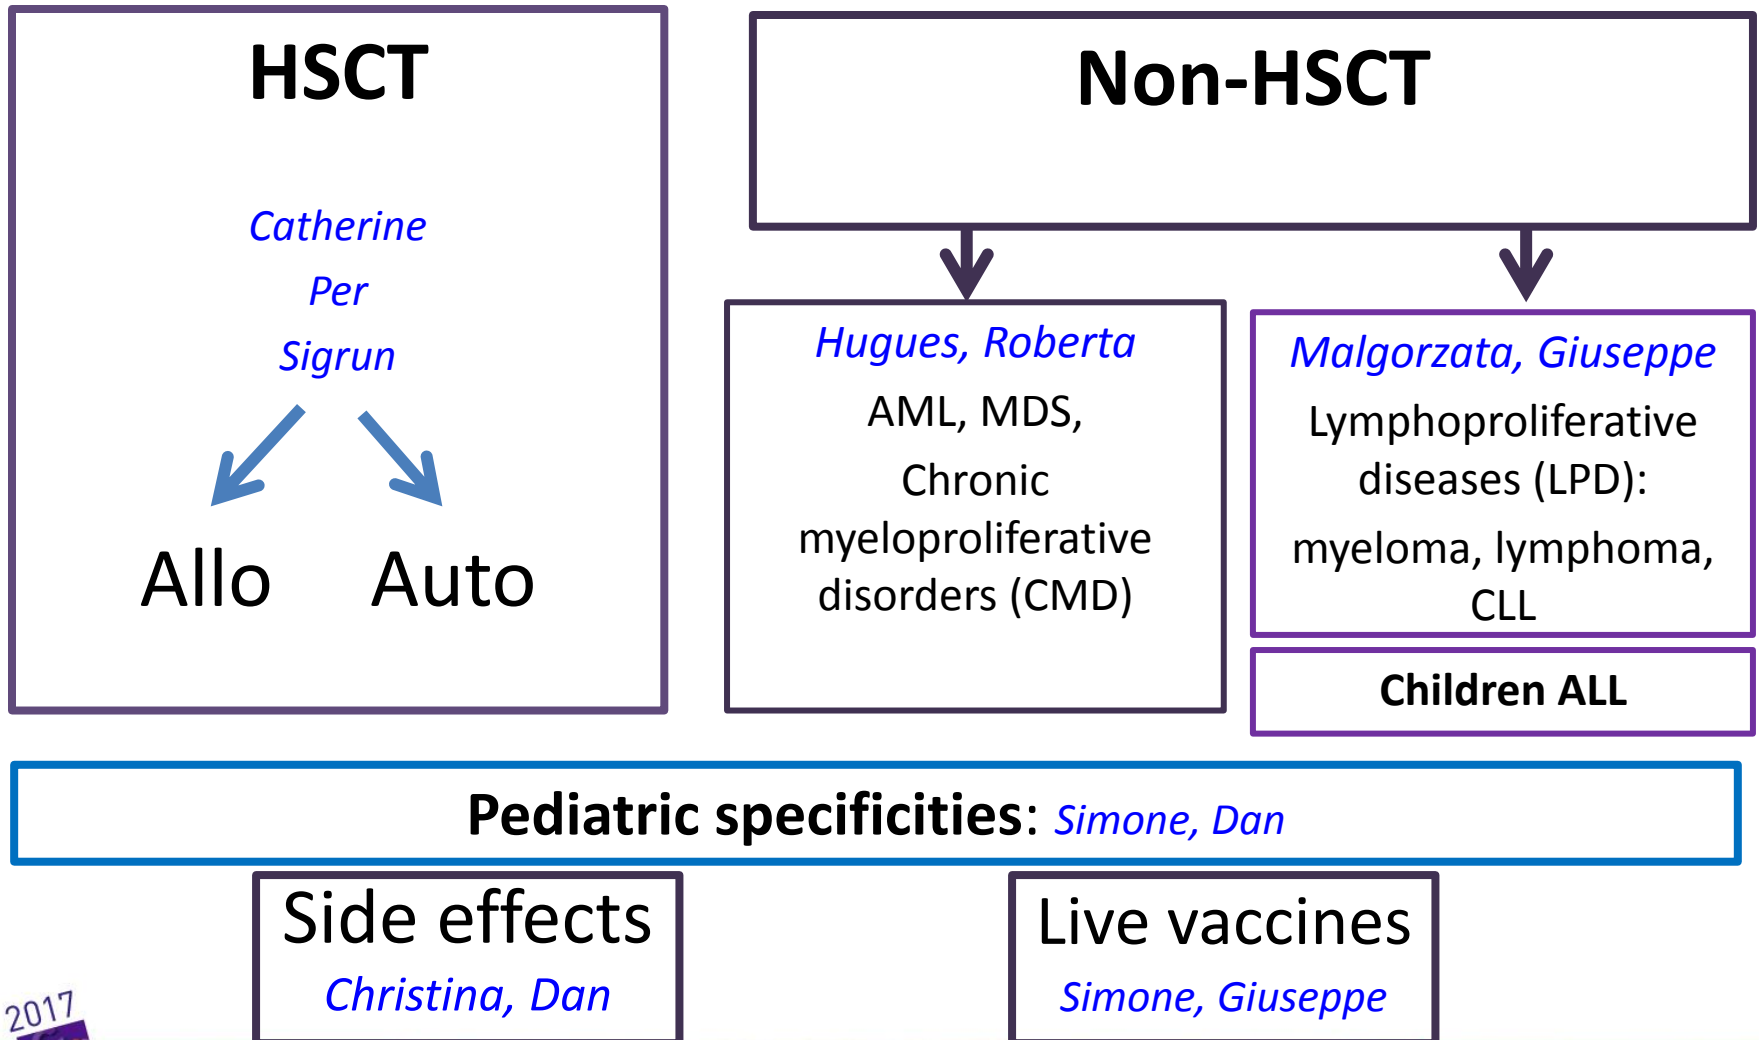 HSCT
Catherine
Per
Sigrun
Allo Auto
Non-HSCT
Hugues, Roberta
AML, MDS,
Chronic
myeloproliferative
disorders (CMD)
Malgorzata, Giuseppe
Lymphoproliferative
diseases (LPD):
myeloma, lymphoma,
CLL
Children ALL
Pediatric specificities: Simone, Dan
Side effects
Christina, Dan
Live vaccines
Simone, Giuseppe
2017